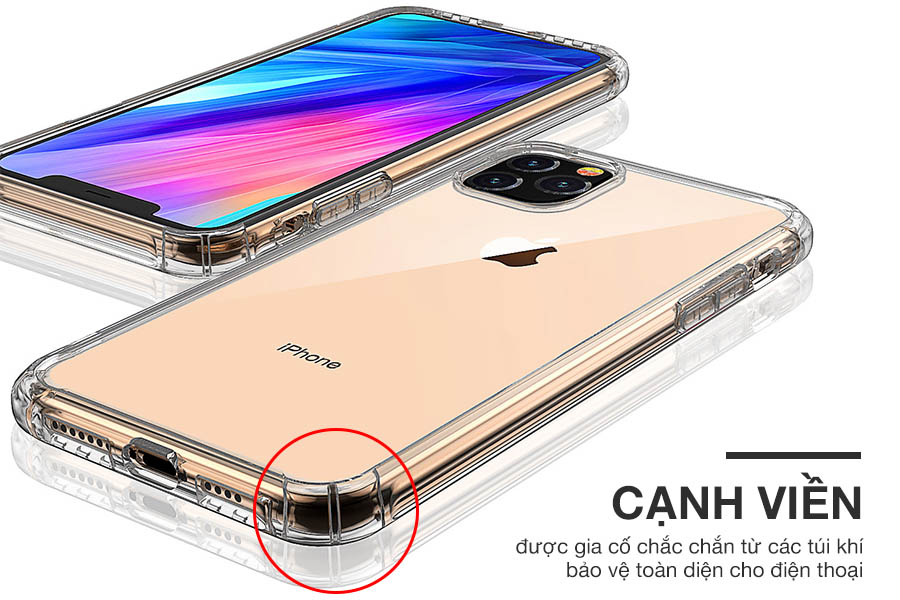 iPhone
CẠNH VIỀN
được gia cố chắc chắn từ các túi khí
bảo vệ toàn diện cho điện thoại